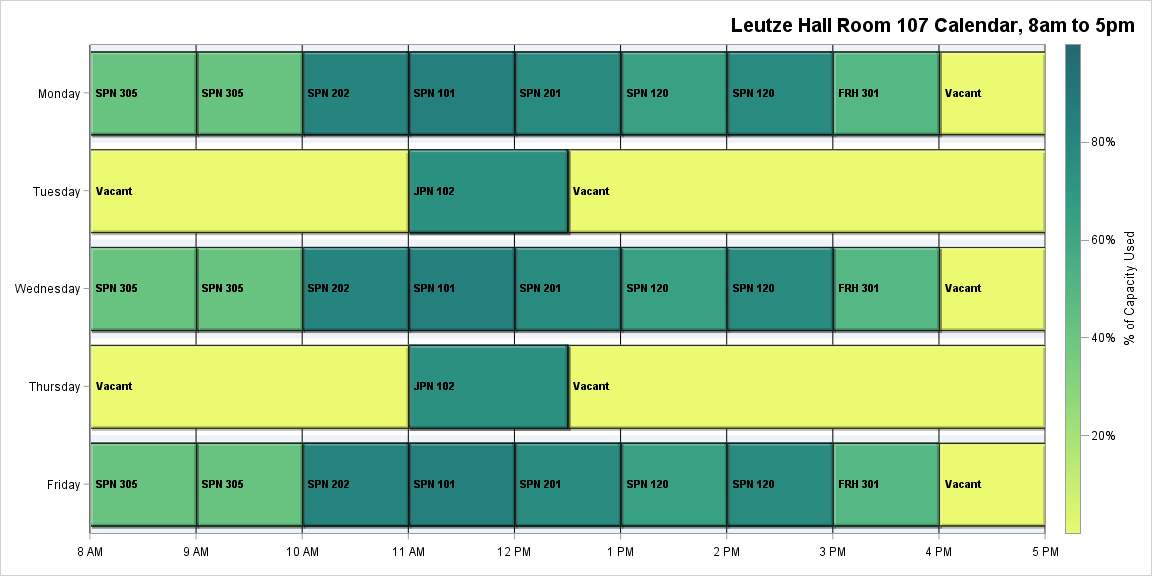 Leutze Hall Room 107 Calendar, 8am to 5pm
Monday
SPN 305
SPN 305
SPN 202
SPN 101
SPN 201
SPN 120
SPN 120
FRH 301
Vacant
Tuesday
Vacant
JPN 102
Vacant
Wednesday
SPN 305
SPN 305
SPN 202
SPN 101
SPN 201
SPN 120
SPN 120
FRH 301
Vacant
Thursday
Vacant
JPN 102
Vacant
Friday
SPN 305
SPN 305
SPN 202
SPN 101
SPN 201
SPN 120
SPN 120
FRH 301
Vacant
8 AM
9 AM
10 AM
11 AM
12 PM
1 PM
2 PM
3 PM
4 PM
5 PM
80%
60%
40%
20%
% of Capacity Used